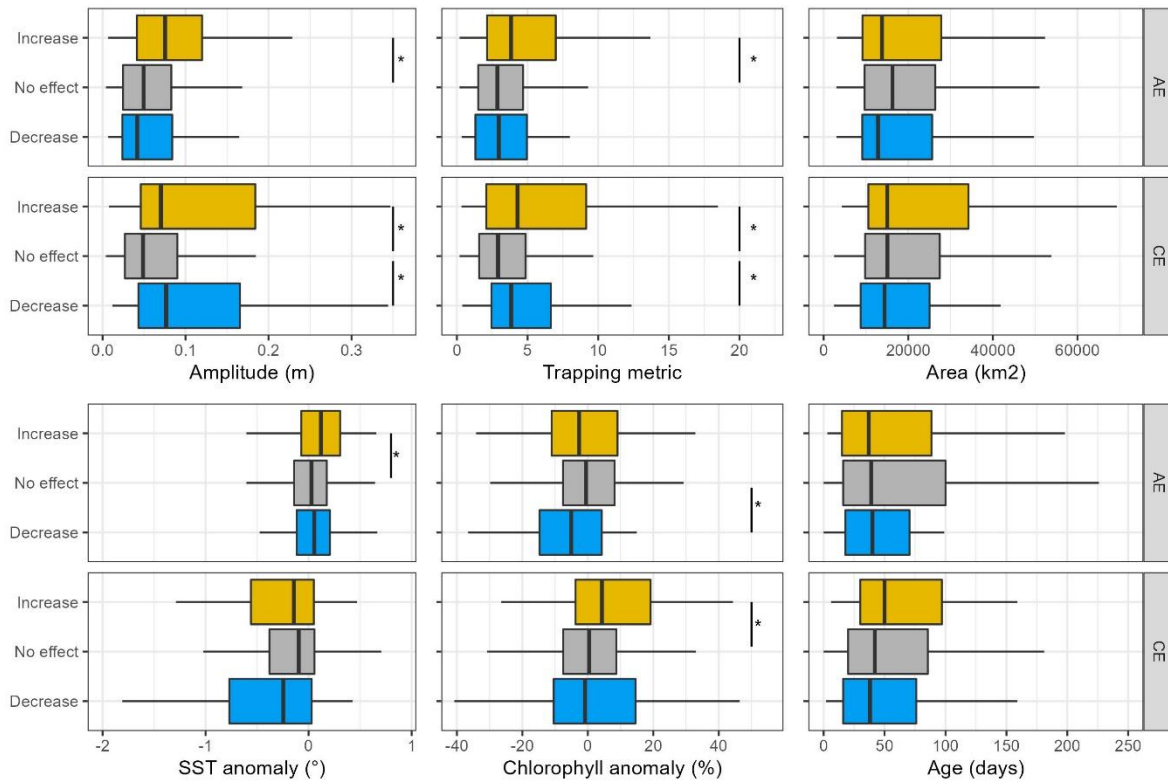 Increase
No effect
Decrease
*
*
AE
Increase
No effect
Decrease
*
*
*
*
CE
0.0 0.1 0.2 0.3
0 5 10 15 20
0 20000 40000 60000
Amplitude (m)
Trapping metric
Area (km2)
Increase
No effect
Decrease
*
*
AE
Increase
No effect
Decrease
*
CE
-2 -1 0 1
-40 -20 0 20 40
0 50 100 150 200 250
SST anomaly (°)
Chlorophyll anomaly (%)
Age (days)